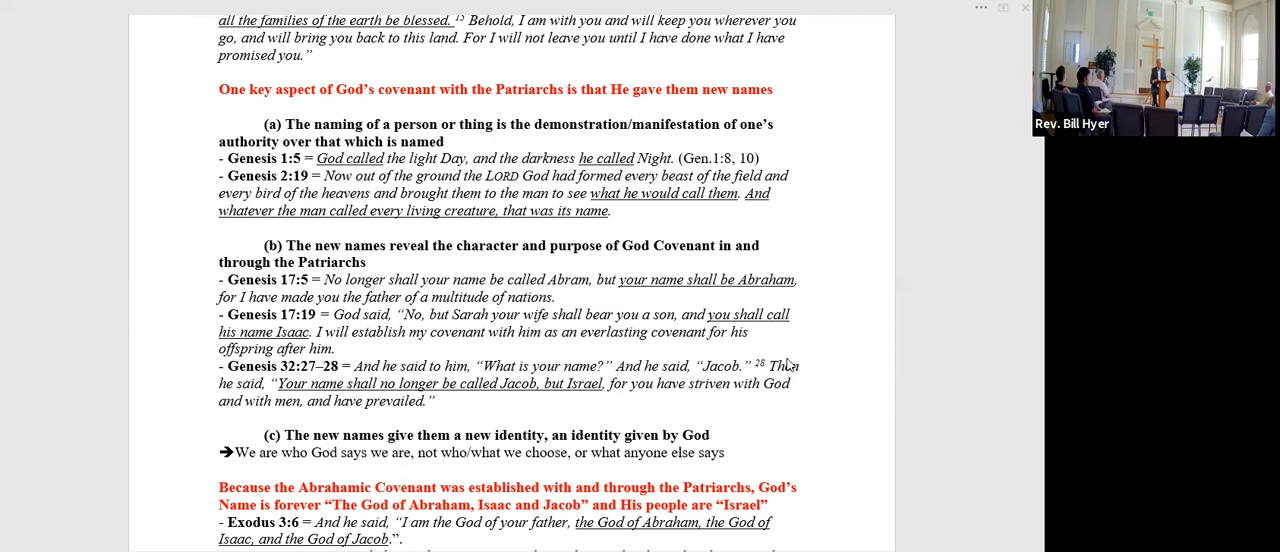 all the families of the earth be blessed. 15 Behold, I am with you and will keep you wherever you
go, and will bring you back to this land. For I will not leave you until I have done what I have
promised you.”
One key aspect of God’s covenant with the Patriarchs is that He gave them new names
(a) The naming of a person or thing is the demonstration/manifestation of one’s
authority over that which is named
- Genesis 1:5 = God called the light Day, and the darkness he called Night. (Gen.1:8, 10)
- Genesis 2:19 = Now out of the ground the LORD God had formed every beast of the field and
every bird of the heavens and brought them to the man to see what he would call them. And
whatever the man called every living creature, that was its name.
(b) The new names reveal the character and purpose of God Covenant in and
through the Patriarchs
- Genesis 17:5 = No longer shall your name be called Abram, but your name shall be Abraham,
for I have made you the father of a multitude of nations.
- Genesis 17:19 = God said, “No, but Sarah your wife shall bear you a son, and you shall call
his name Isaac. I will establish my covenant with him as an everlasting covenant for his
offspring after him.
- Genesis 32:27–28 = And he said to him, “What is your name?” And he said, “Jacob.” 28 Then
he said, “Your name shall no longer be called Jacob, but Israel, for you have striven with God
and with men, and have prevailed.”
(c) The new names give them a new identity, an identity given by God
➔We are who God says we are, not who/what we choose, or what anyone else says
Because the Abrahamic Covenant was established with and through the Patriarchs, God’s
Name is forever “The God of Abraham, Isaac and Jacob” and His people are “Israel”
- Exodus 3:6 = And he said, “I am the God of your father, the God of Abraham, the God of
Isaac, and the God of Jacob.”.
Rev. Bill Hyer